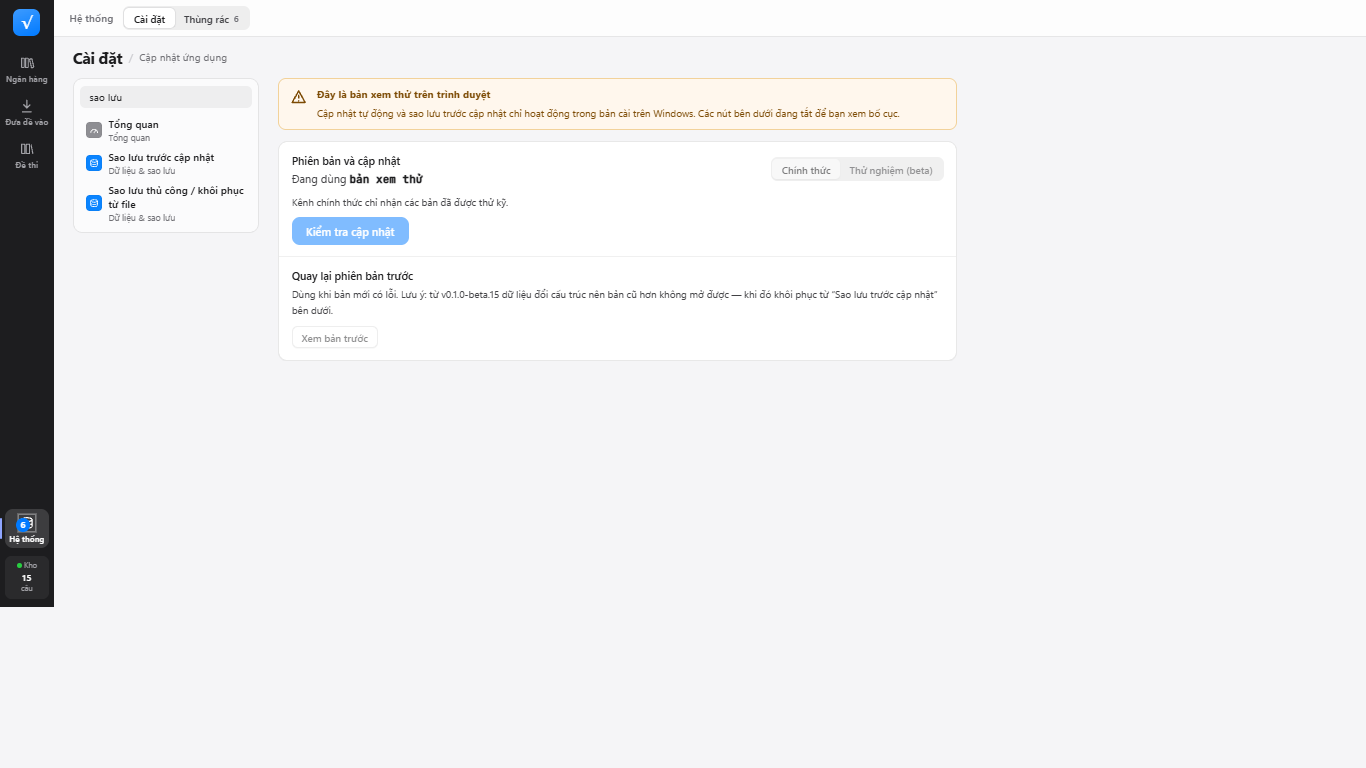 √
Ngân hàng
Đưa đề vào
Đề thi
6
Hệ thống
Kho
15
câu
Hệ thống
Cài đặt
Thùng rác 6
Cài đặt / Cập nhật ứng dụng
sao lưu
Tổng quan
Tổng quan
Sao lưu trước cập nhật
Dữ liệu & sao lưu
Sao lưu thủ công / khôi phục
từ file
Dữ liệu & sao lưu
Đây là bản xem thử trên trình duyệt
Cập nhật tự động và sao lưu trước cập nhật chỉ hoạt động trong bản cài trên Windows. Các nút bên dưới đang tắt để bạn xem bố cục.
Phiên bản và cập nhật
Đang dùng bản xem thử
Chính thức
Thử nghiệm (beta)
Kênh chính thức chỉ nhận các bản đã được thử kỹ.
Kiểm tra cập nhật
Quay lại phiên bản trước
Dùng khi bản mới có lỗi. Lưu ý: từ v0.1.0-beta.15 dữ liệu đổi cấu trúc nên bản cũ hơn không mở được — khi đó khôi phục từ "Sao lưu trước cập nhật"
bên dưới.
Xem bản trước